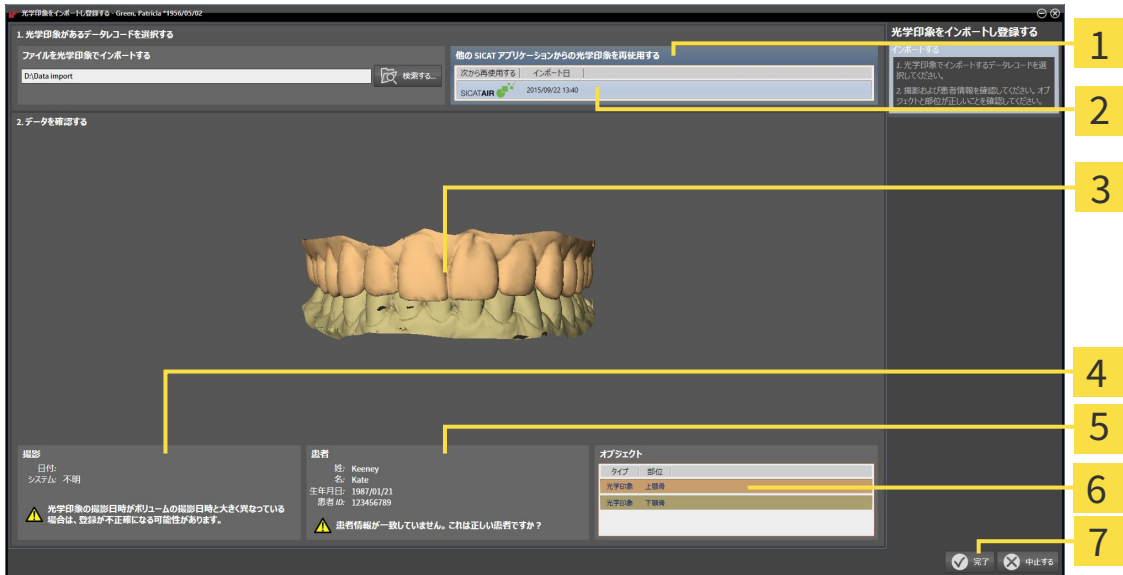 光学印象をインポートし登録する - Green, Patricia *1956/05/02
1. 光学印象があるデータレコードを選択する
ファイルを光学印象でインポートする
D:\Data import
検索する...
他の SICAT アプリケーションからの光学印象を再使用する
次から再使用する インポート日
SICATAIR 2015/09/22 13:40
光学印象をインポートし登録する
インポートする
1. 光学印象でインポートするデータレコードを選
択してください。
2. 撮影および患者情報を確認してください。オブ
ジェクトと部位が正しいことを確認してください。
2. データを確認する
撮影
日付:
システム: 不明
光学印象の撮影日時がボリュームの撮影日時と大きく異なっている
場合は、登録が不正確になる可能性があります。
患者
姓: Keeney
名: Kate
生年月日: 1987/01/21
患者 ID: 123456789
患者情報が一致していません。これは正しい患者ですか？
オブジェクト
タイプ 部位
光学印象 上顎骨
光学印象 下顎骨
完了
中止する
1
2
3
4
5
6
7